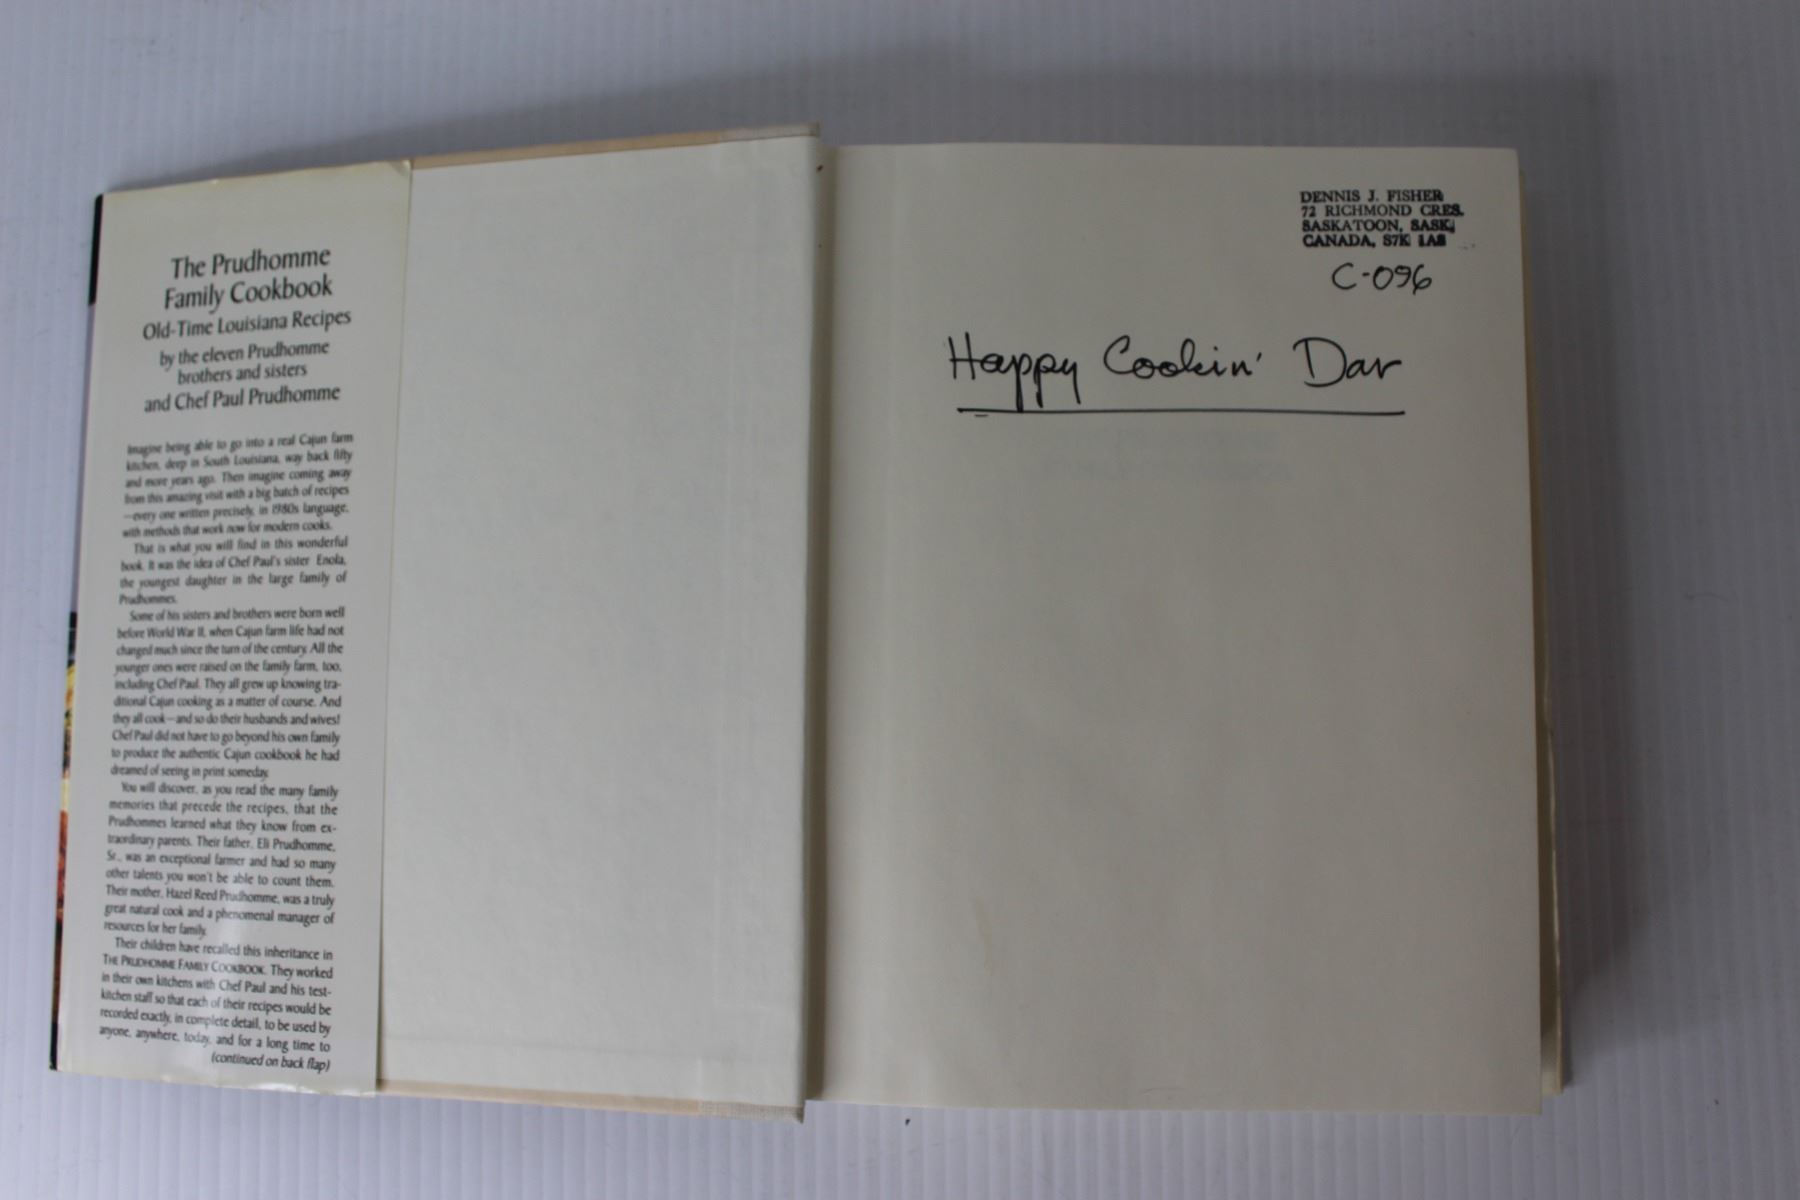 The Prudhomme
Family Cookbook
Old-Time Louisiana Recipes
by the eleven Prudhomme
brothers and sisters
and Chef Paul Prudhomme
Imagine being able to go into a real Cajun farm
kitchen, deep in South Louisiana, way back fifty
and more years ago. Then imagine coming away
from this amazing visit with a big batch of recipes
—every one written precisely, in 1980s language,
with methods that work now for modern cooks.
That is what you will find in this wonderful
book. It was the idea of Chef Paul's sister Enola,
the youngest daughter in the large family of
Prudhommes.
Some of his sisters and brothers were born well
before World War II, when Cajun farm life had not
changed much since the turn of the century. All the
younger ones were raised on the family farm, too,
including Chef Paul. They all grew up knowing tra-
ditional Cajun cooking as a matter of course. And
they all cook—and so do their husbands and wives!
Chef Paul did not have to go beyond his own family
to produce the authentic Cajun cookbook he had
dreamed of seeing in print someday.
You will discover, as you read the many family
memories that precede the recipes, that the
Prudhommes learned what they know from ex-
traordinary parents. Their father, Eli Prudhomme,
Sr., was an exceptional farmer and had so many
other talents you won't be able to count them.
Their mother, Hazel Reed Prudhomme, was a truly
great natural cook and a phenomenal manager of
resources for her family.
Their children have recalled this inheritance in
THE PRUDHOMME FAMILY COOKBOOK. They worked
in their own kitchens with Chef Paul and his test-
kitchen staff so that each of their recipes would be
recorded exactly, in complete detail, to be used by
anyone, anywhere, today, and for a long time to
(continued on back flap)
DENNIS J. FISHER
72 RICHMOND CRES.
SASKATOON, SASK.
CANADA, S7K 1A8
C-096
Happy Cookin' Dar